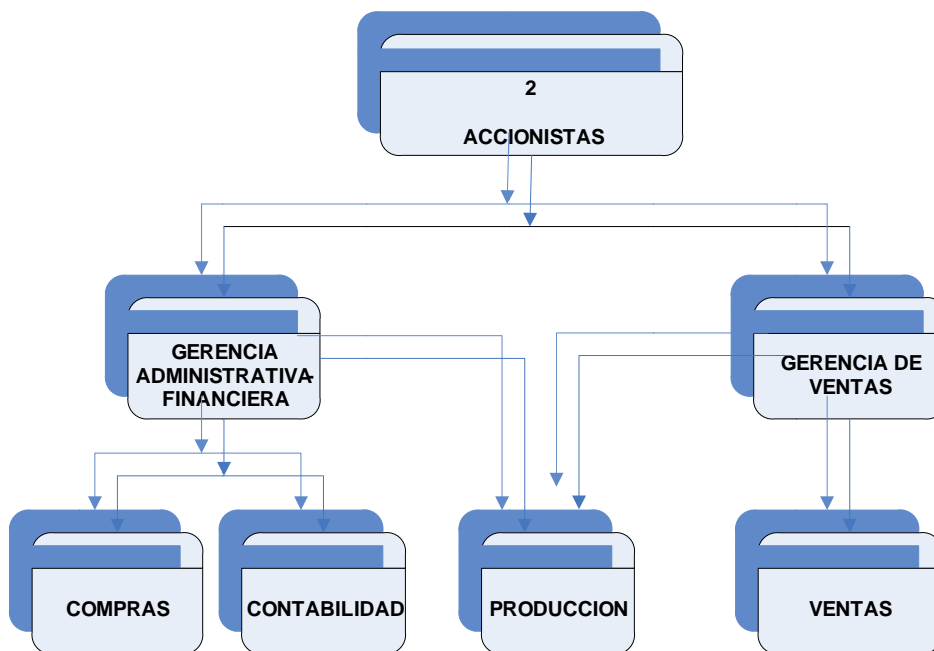 2
ACCIONISTAS
GERENCIA
ADMINISTRATIVA-
FINANCIERA
GERENCIA DE
VENTAS
COMPRAS
CONTABILIDAD
PRODUCCION
VENTAS